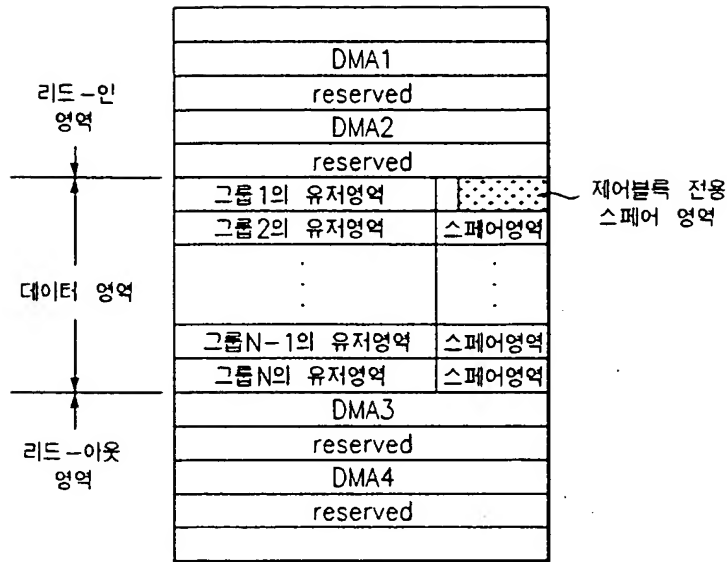 DMA1
reserved
DMA2
reserved
리드-인
영역
그룹1의 유저영역
제어블륵 전용
스페어 영역
그룹2의 유저영역 스페어영역
데이터 영역
그룹N-1의 유저영역 스페어영역
그룹N의 유저영역 스페어영역
DMA3
reserved
DMA4
reserved
리드-아웃
영역